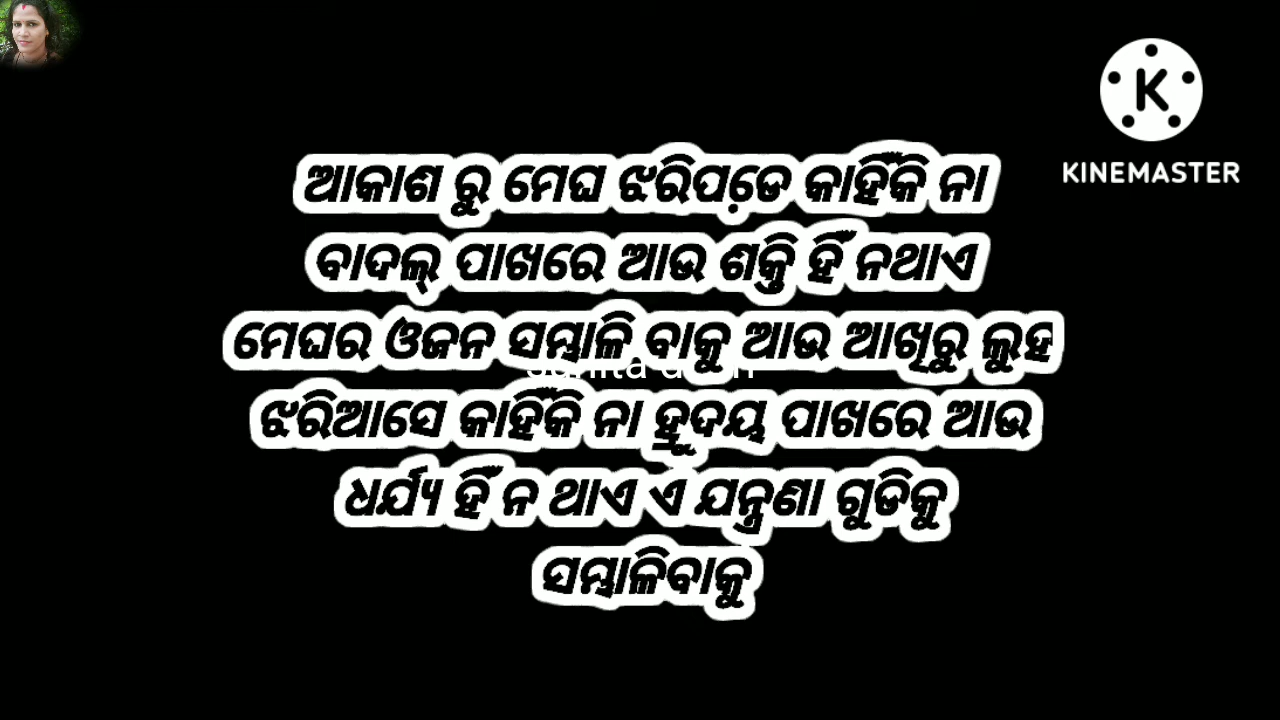 ଆକାଶ ରୁ ମେଘ ଝରିପଡେ଼ କାହିଁକି ନା
ବାଦଲ୍ ପାଖରେ ଆଉ ଶକ୍ତି ହିଁ ନଥାଏ
ମେଘର ଓଜନ ସମ୍ଭାଳି ବାକୁ ଆଉ ଆଖିରୁ ଲୁହ
ଝରିଆସେ କାହିଁକି ନା ହ୍ରୁଦୟ ପାଖରେ ଆଉ
ଧର୍ଯ୍ୟ ହିଁ ନ ଥାଏ ଏ ଯନ୍ତ୍ରଣା ଗୁଡିକୁ
ସମ୍ଭାଳିବାକୁ
KINEMASTER